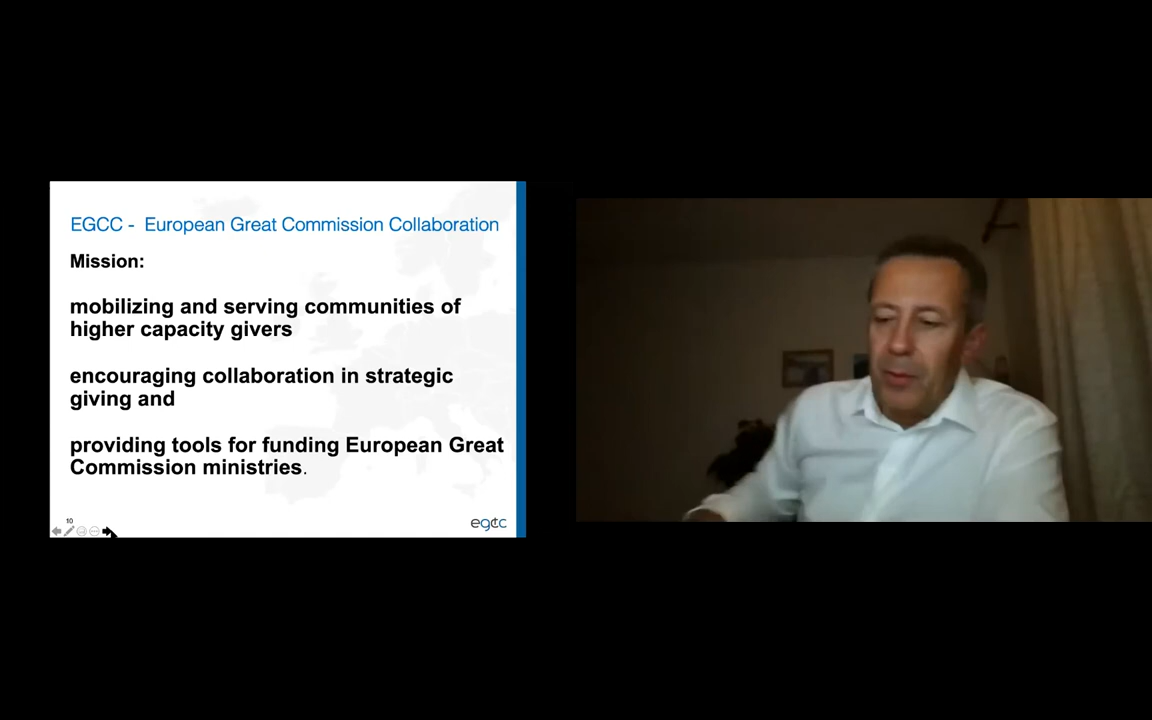 EGCC - European Great Commission Collaboration
Mission:
mobilizing and serving communities of
higher capacity givers
encouraging collaboration in strategic
giving and
providing tools for funding European Great
Commission ministries.
10
egcc